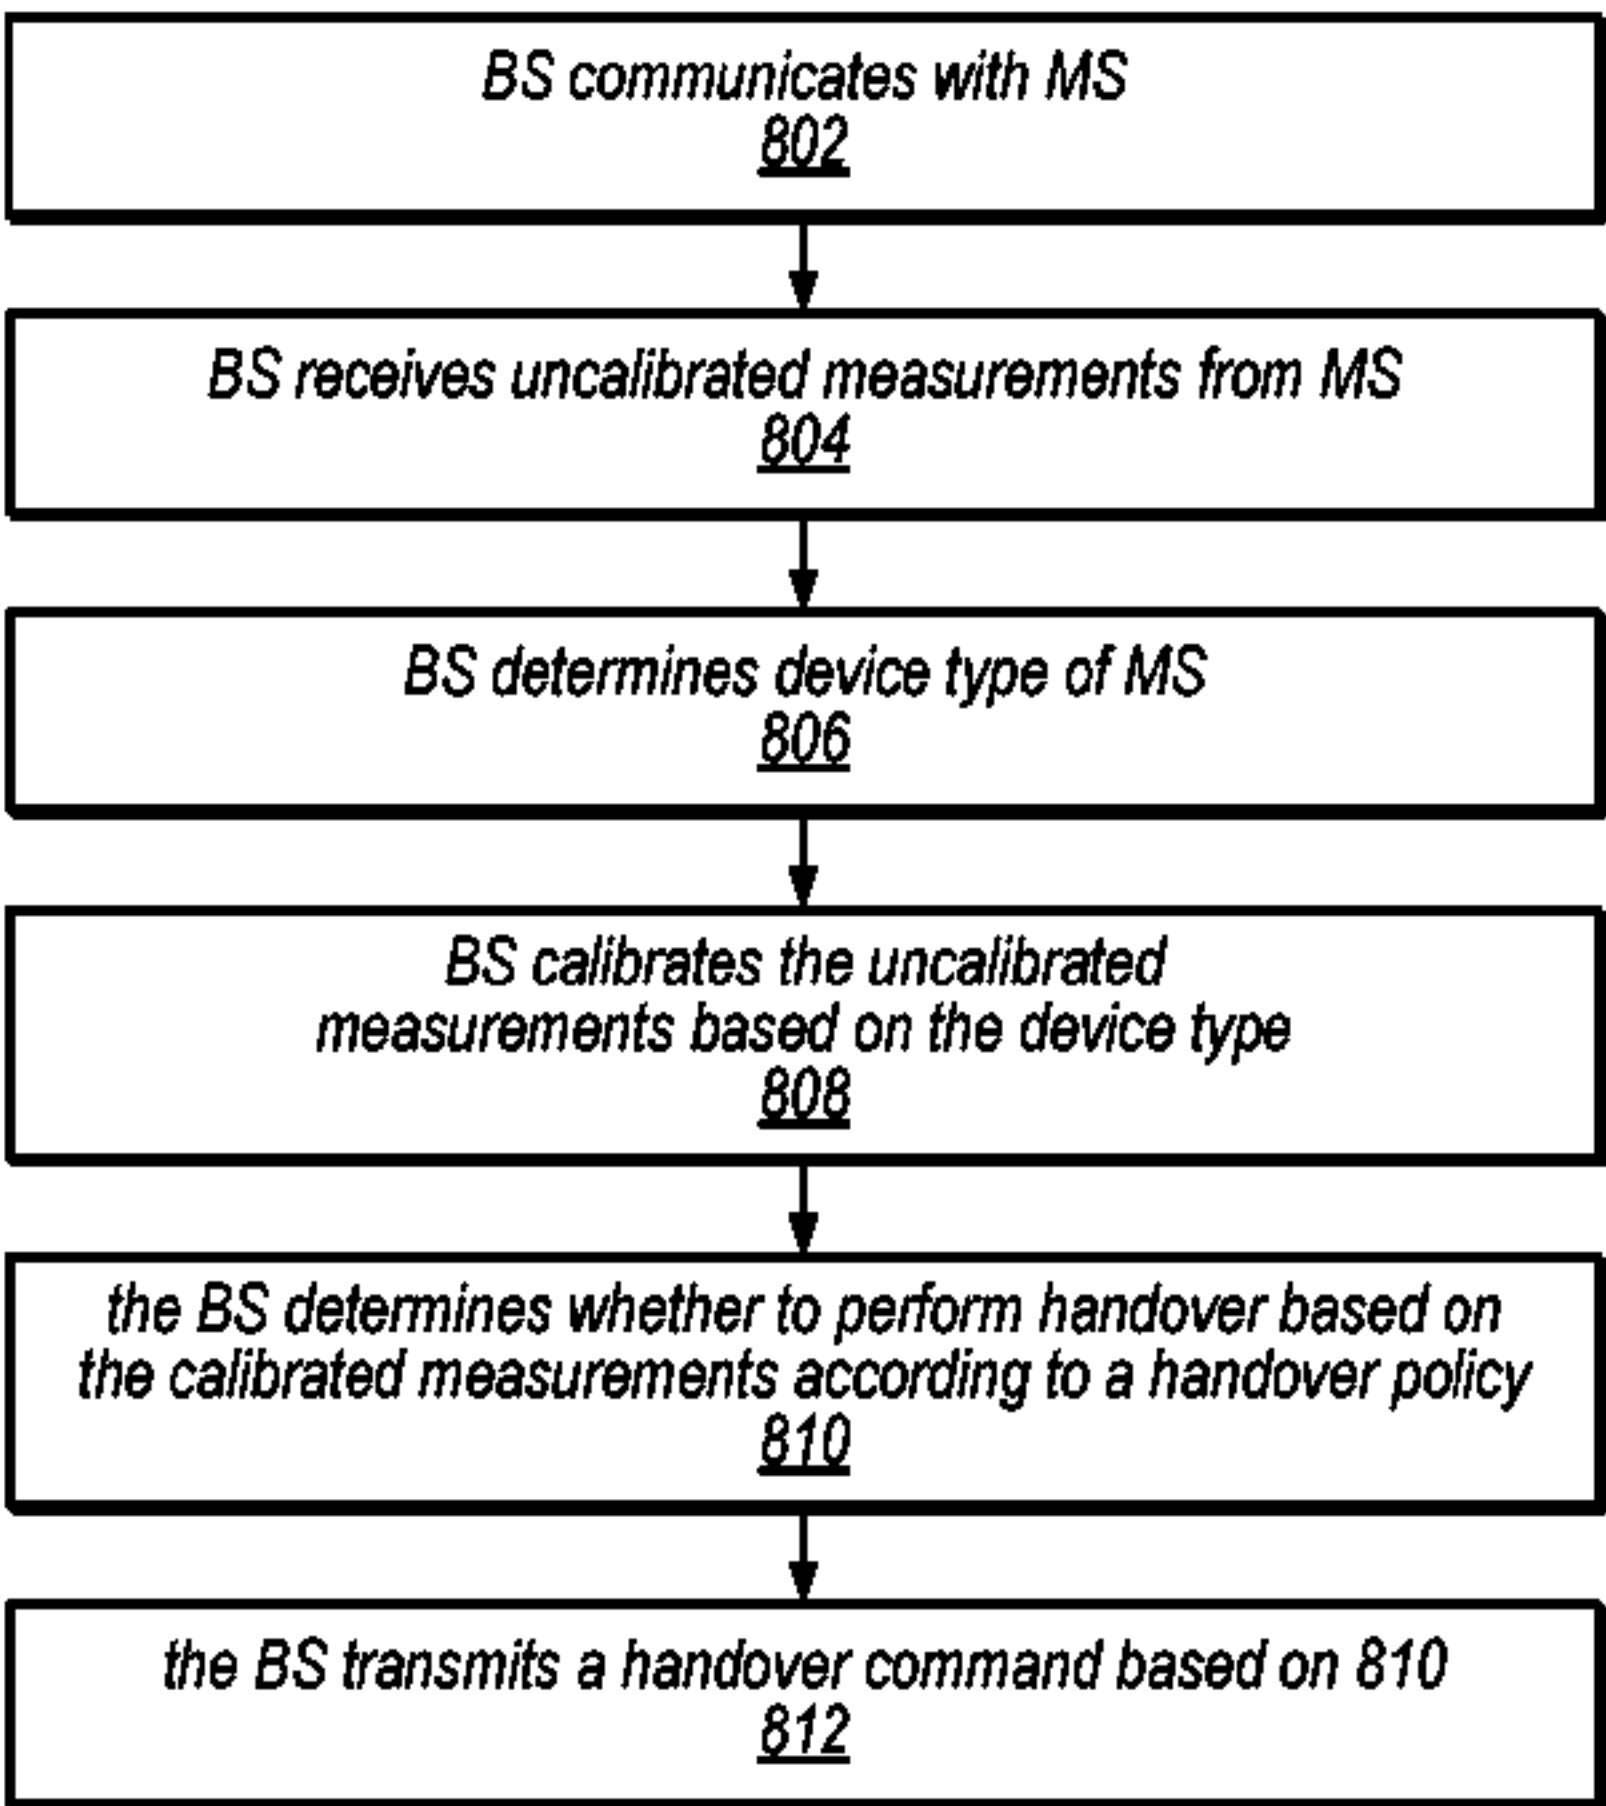 BS communicates with MS
802
BS receives uncalibrated measurements from MS
804
BS determines device type of MS
806
BS calibrates the uncalibrated
measurements based on the device type
808
the BS determines whether to perform handover based on
the calibrated measurements according to a handover policy
810
the BS transmits a handover command based on 810
812